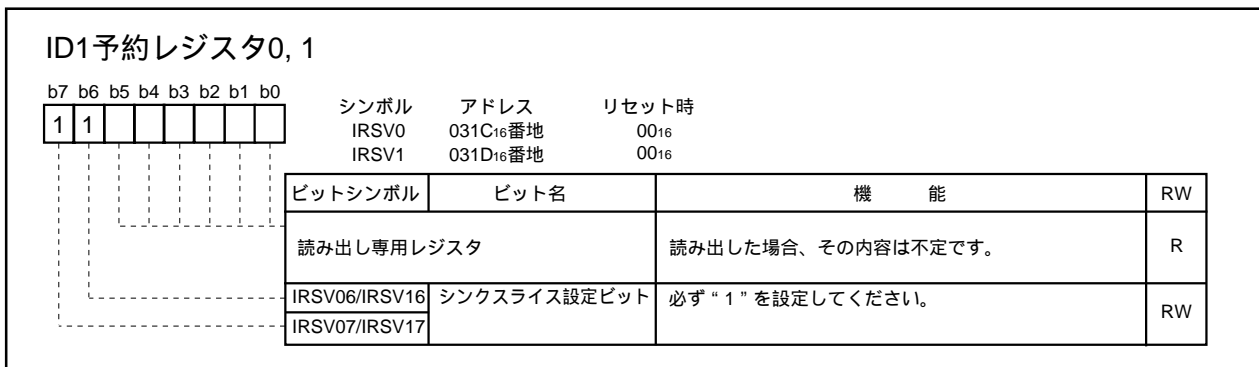 ID1予約レジスタ0, 1
b7 b6 b5 b4 b3 b2 b1 b0
1 1
シンボル アドレス リセット時
IRSV0 031C16番地 0016
IRSV1 031D16番地 0016
ビットシンボル ビット名 機 能 RW
読み出し専用レジスタ 読み出した場合、その内容は不定です。 R
IRSV06/IRSV16 シンクスライス設定ビット 必ず“1”を設定してください。 RW
IRSV07/IRSV17